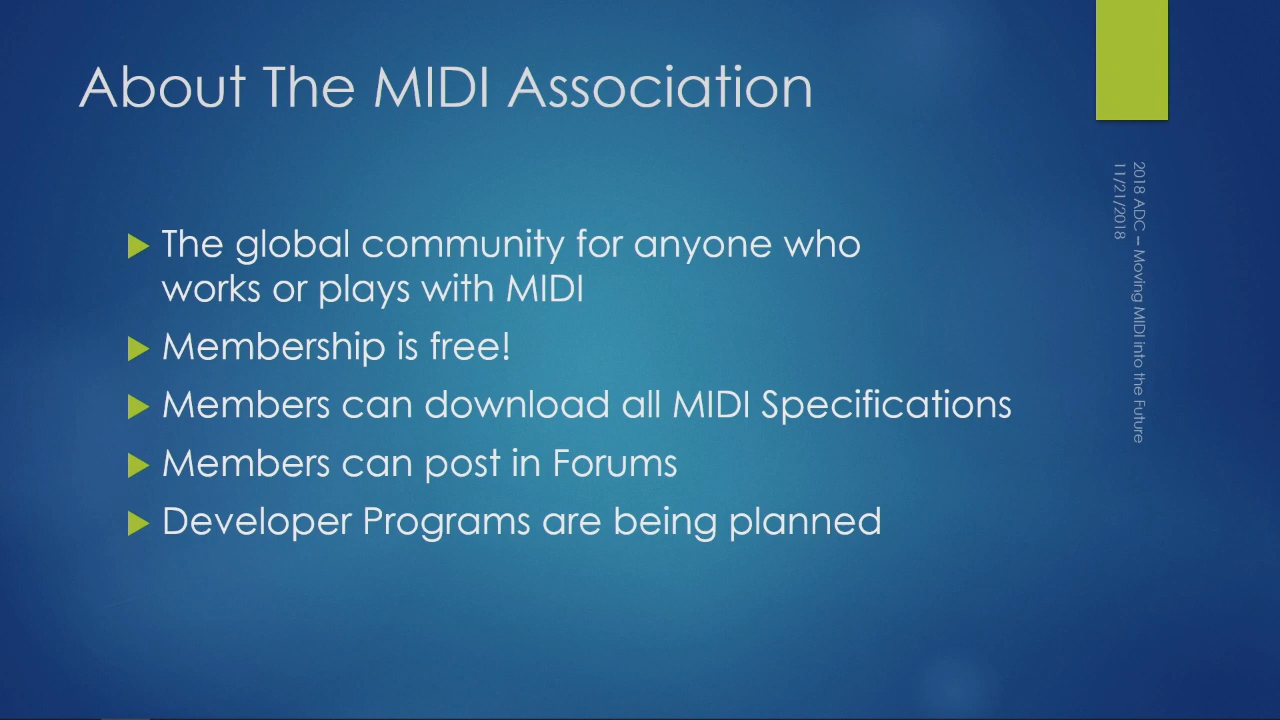 About The MIDI Association
The global community for anyone who
works or plays with MIDI
Membership is free!
Members can download all MIDI Specifications
Members can post in Forums
Developer Programs are being planned
2018 ADC – Moving MIDI into the Future
11/21/2018